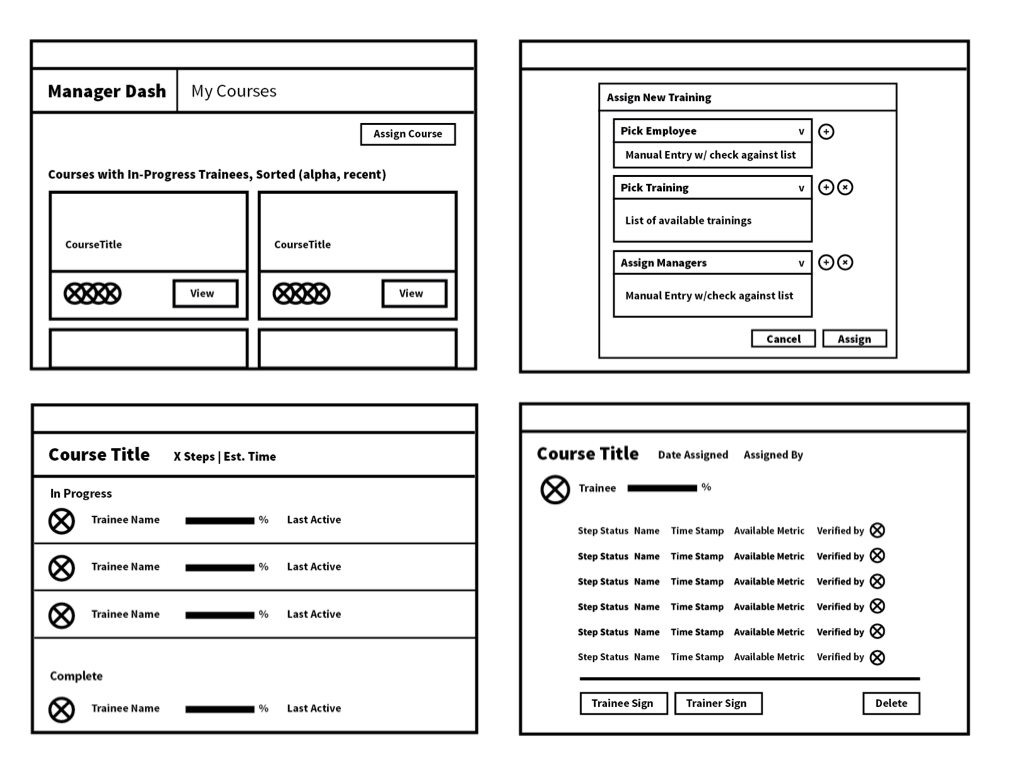 Manager Dash My Courses
Assign Course
Courses with In-Progress Trainees, Sorted (alpha, recent)
CourseTitle CourseTitle
View View
Assign New Training
Pick Employee v +
Manual Entry w/ check against list
Pick Training v + ×
List of available trainings
Assign Managers v + ×
Manual Entry w/check against list
Cancel Assign
Course Title X Steps | Est. Time
In Progress
Trainee Name % Last Active
Trainee Name % Last Active
Trainee Name % Last Active
Complete
Trainee Name % Last Active
Course Title Date Assigned Assigned By
Trainee %
Step Status Name Time Stamp Available Metric Verified by
Step Status Name Time Stamp Available Metric Verified by
Step Status Name Time Stamp Available Metric Verified by
Step Status Name Time Stamp Available Metric Verified by
Step Status Name Time Stamp Available Metric Verified by
Step Status Name Time Stamp Available Metric Verified by
Trainee Sign Trainer Sign Delete